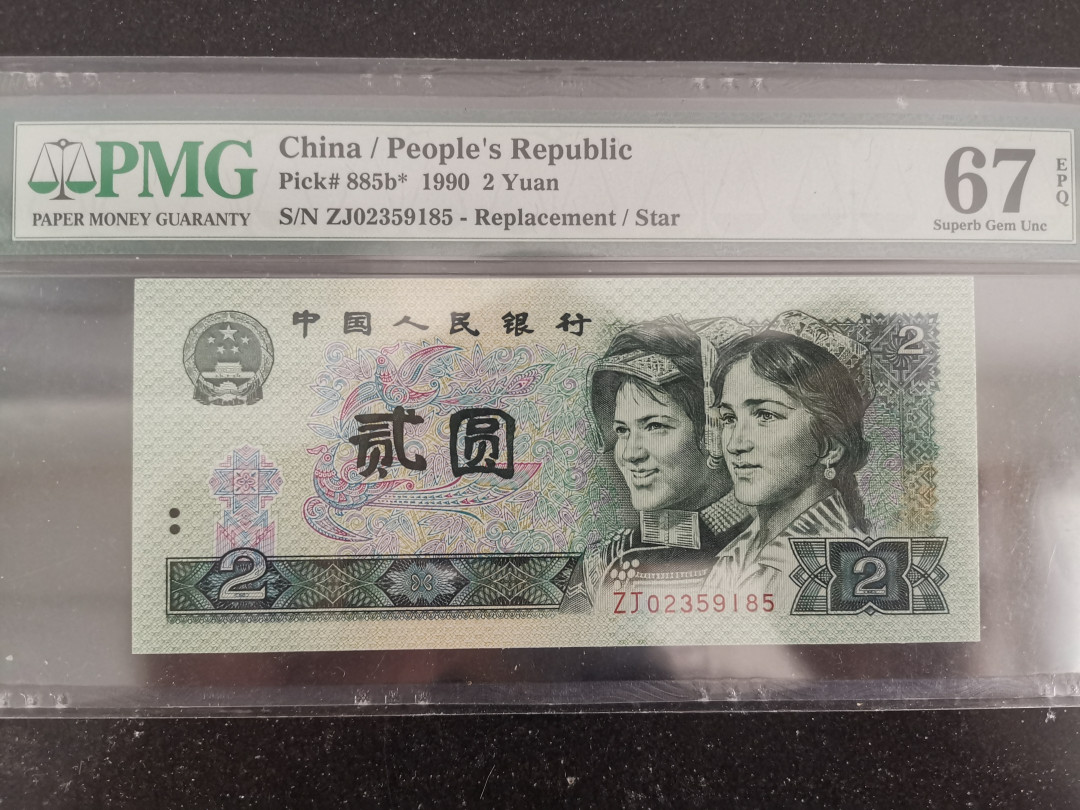 PMG
PAPER MONEY GUARANTY
China / People's Republic
Pick# 885b* 1990 2 Yuan
S/N ZJ02359185 - Replacement / Star
67
EPQ
Superb Gem Unc
中国人民银行
2
贰圆
2
ZJ02359185
2